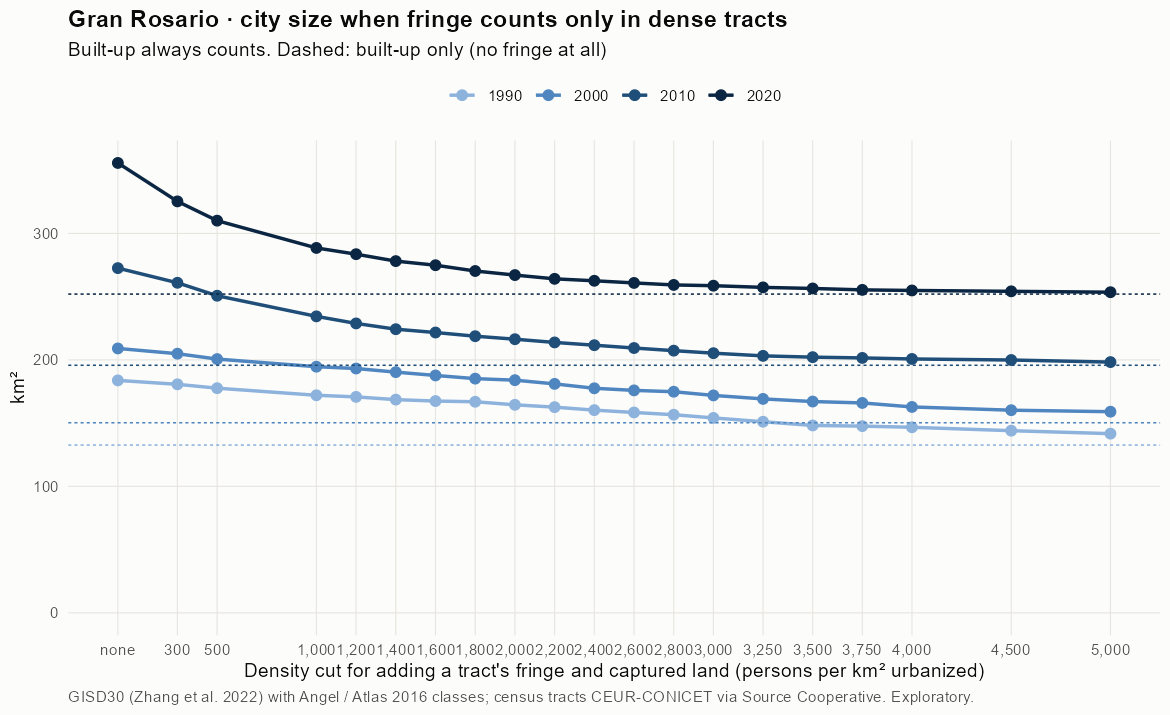 Gran Rosario · city size when fringe counts only in dense tracts
Built-up always counts. Dashed: built-up only (no fringe at all)
1990 2000 2010 2020
km²
300
200
100
0
none 300 500 1,000 1,200 1,400 1,600 1,800 2,000 2,200 2,400 2,600 2,800 3,000 3,250 3,500 3,750 4,000 4,500 5,000
Density cut for adding a tract's fringe and captured land (persons per km² urbanized)
GISD30 (Zhang et al. 2022) with Angel / Atlas 2016 classes; census tracts CEUR-CONICET via Source Cooperative. Exploratory.